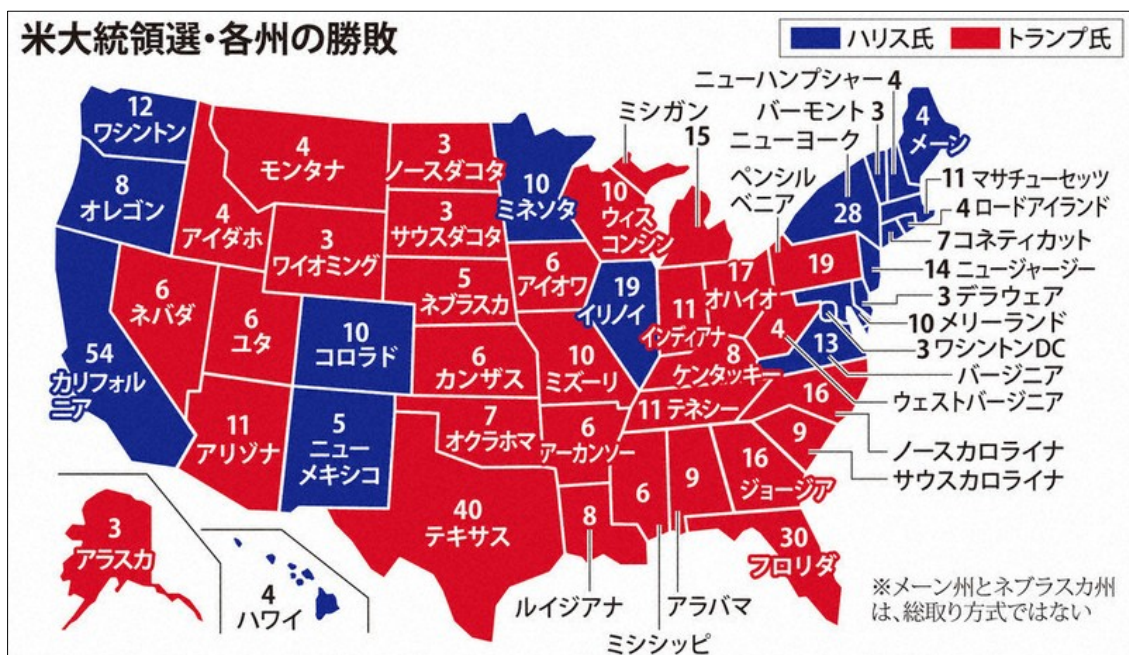 米大統領選・各州の勝敗
ハリス氏 トランプ氏
12
ワシントン
8
オレゴン
54
カリフォル
ニア
4
モンタナ
4
アイダホ
3
ワイオミング
6
ネバダ
6
ユタ
10
コロラド
11
アリゾナ
5
ニュー
メキシコ
3
ノースダコタ
3
サウスダコタ
5
ネブラスカ
6
カンザス
7
オクラホマ
40
テキサス
10
ミネソタ
6
アイオワ
10
ミズーリ
6
アーカンソー
8
ルイジアナ
10
ウィス
コンシン
19
イリノイ
ミシガン
15
11
インディアナ
17
オハイオ
8
ケンタッキー
11 テネシー
6
ミシシッピ
9
アラバマ
16
ジョージア
30
フロリダ
9
サウスカロライナ
16
ノースカロライナ
4
ウェストバージニア
13
バージニア
ペンシル
ベニア
19
ニューハンプシャー 4
バーモント 3
ニューヨーク
28
4
メーン
11 マサチューセッツ
4 ロードアイランド
7 コネティカット
14 ニュージャージー
3 デラウェア
10 メリーランド
3 ワシントンDC
3
アラスカ
4
ハワイ
※メーン州とネブラスカ州
は、総取り方式ではない